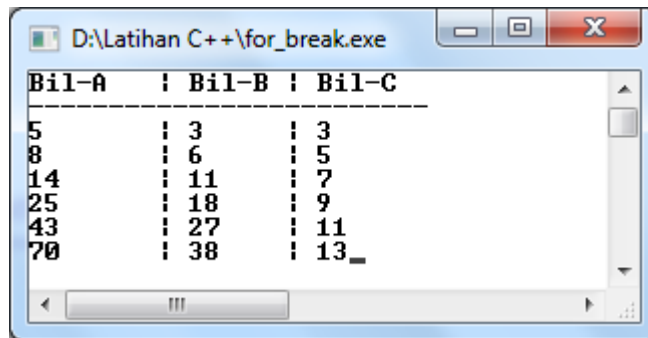 D:\Latihan C++\for_break.exe
Bil-A ¦ Bil-B ¦ Bil-C
----------------------------
5 ¦ 3 ¦ 3
8 ¦ 6 ¦ 5
14 ¦ 11 ¦ 7
25 ¦ 18 ¦ 9
43 ¦ 27 ¦ 11
70 ¦ 38 ¦ 13